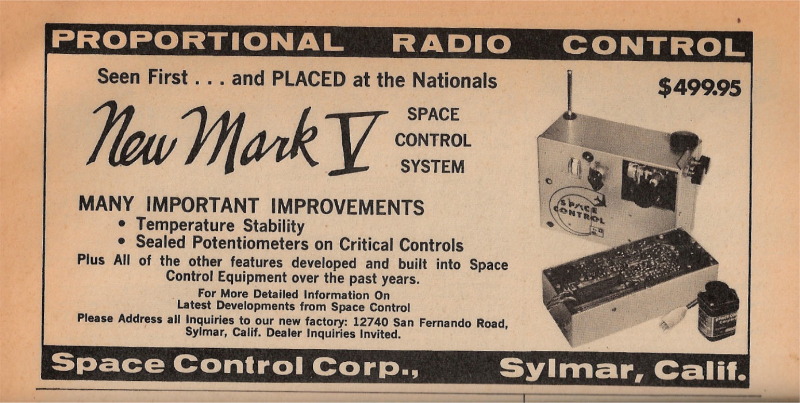 PROPORTIONAL RADIO CONTROL
Seen First . . . and PLACED at the Nationals
$499.95
New Mark V
SPACE
CONTROL
SYSTEM
MANY IMPORTANT IMPROVEMENTS
• Temperature Stability
• Sealed Potentiometers on Critical Controls
Plus All of the other features developed and built into Space
Control Equipment over the past years.
For More Detailed Information On
Latest Developments from Space Control
Please Address all Inquiries to our new factory: 12740 San Fernando Road,
Sylmar, Calif. Dealer Inquiries Invited.
SPACE
CONTROL
Space Control Corp., Sylmar, Calif.